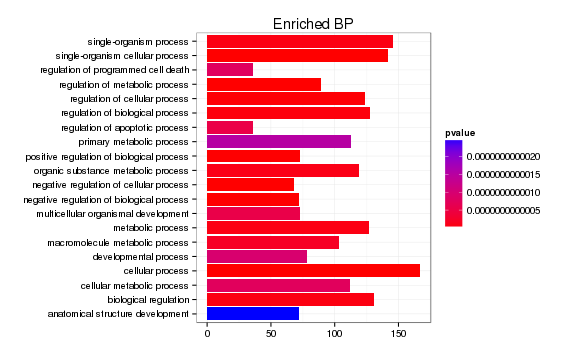 Enriched BP
single-organism process
single-organism cellular process
regulation of programmed cell death
regulation of metabolic process
regulation of cellular process
regulation of biological process
regulation of apoptotic process
primary metabolic process
positive regulation of biological process
organic substance metabolic process
negative regulation of cellular process
negative regulation of biological process
multicellular organismal development
metabolic process
macromolecule metabolic process
developmental process
cellular process
cellular metabolic process
biological regulation
anatomical structure development
0 50 100 150
pvalue
0.000000000020
0.000000000015
0.000000000010
0.000000000005